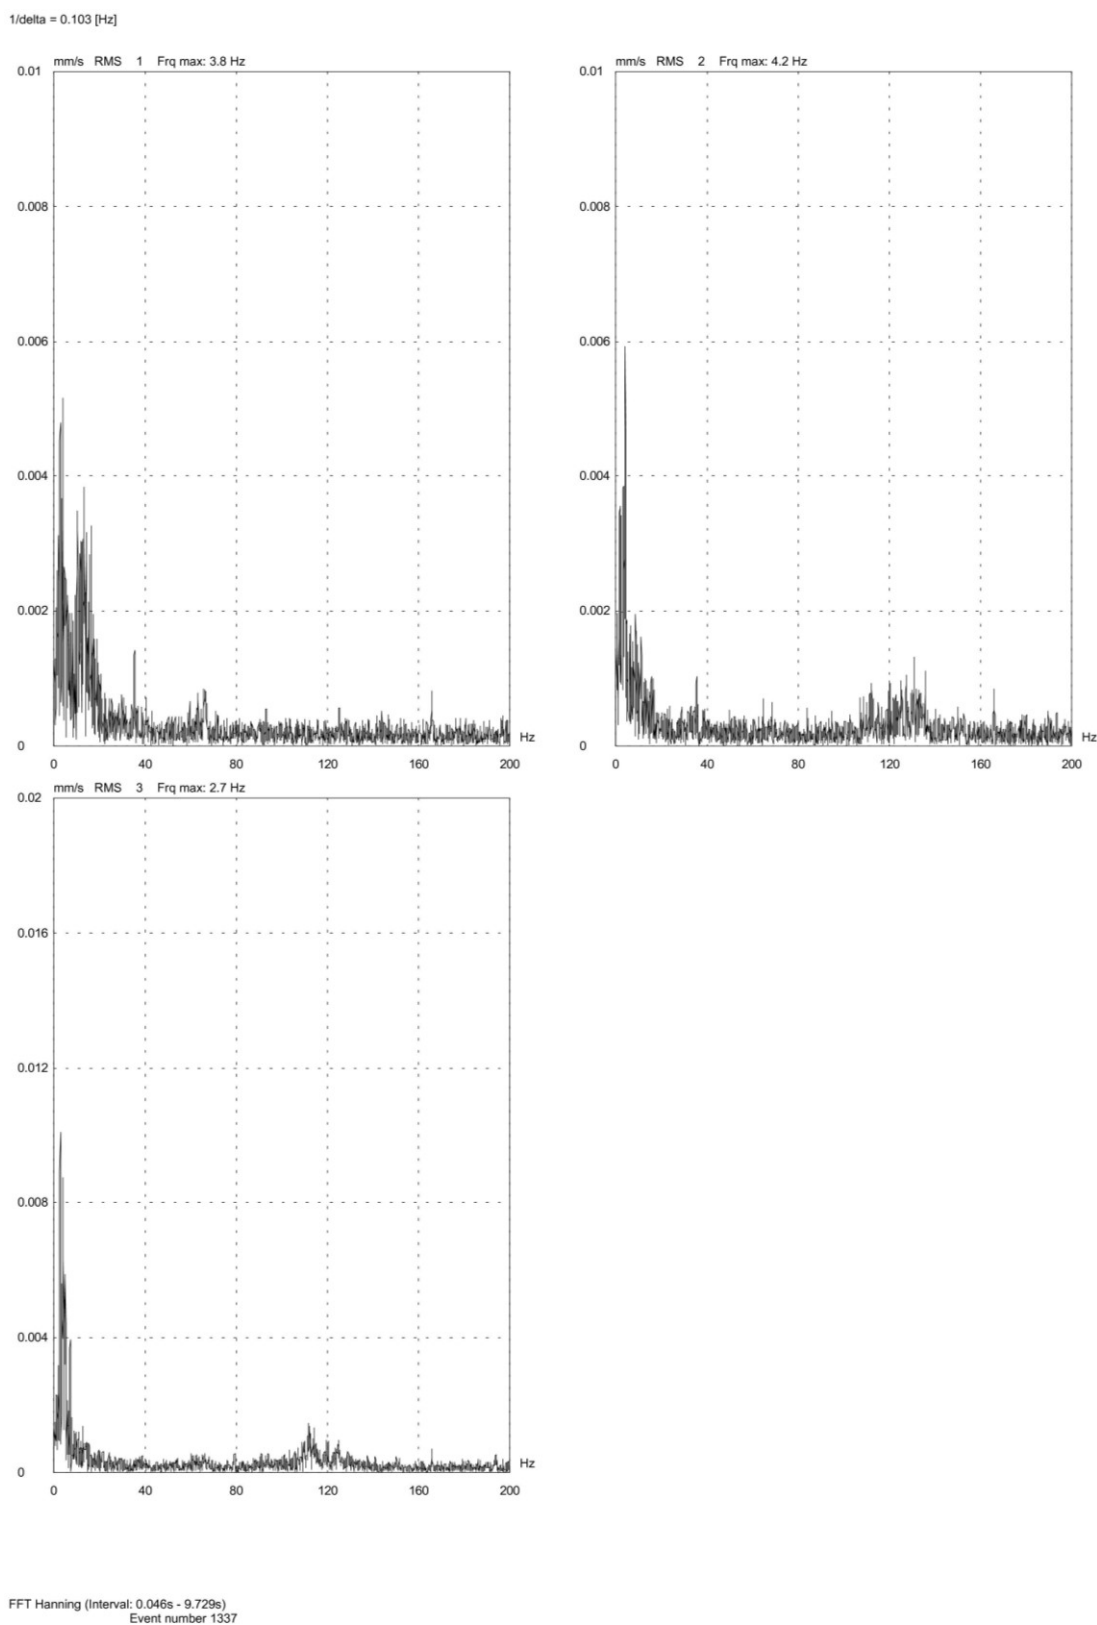 1/delta = 0.103 [Hz]
mm/s RMS 1 Frq max: 3.8 Hz
0.01
0.008
0.006
0.004
0.002
0
Hz
0 40 80 120 160 200
mm/s RMS 2 Frq max: 4.2 Hz
0.01
0.008
0.006
0.004
0.002
0
Hz
0 40 80 120 160 200
mm/s RMS 3 Frq max: 2.7 Hz
0.02
0.016
0.012
0.008
0.004
0
Hz
0 40 80 120 160 200
FFT Hanning (Interval: 0.046s - 9.729s)
Event number 1337